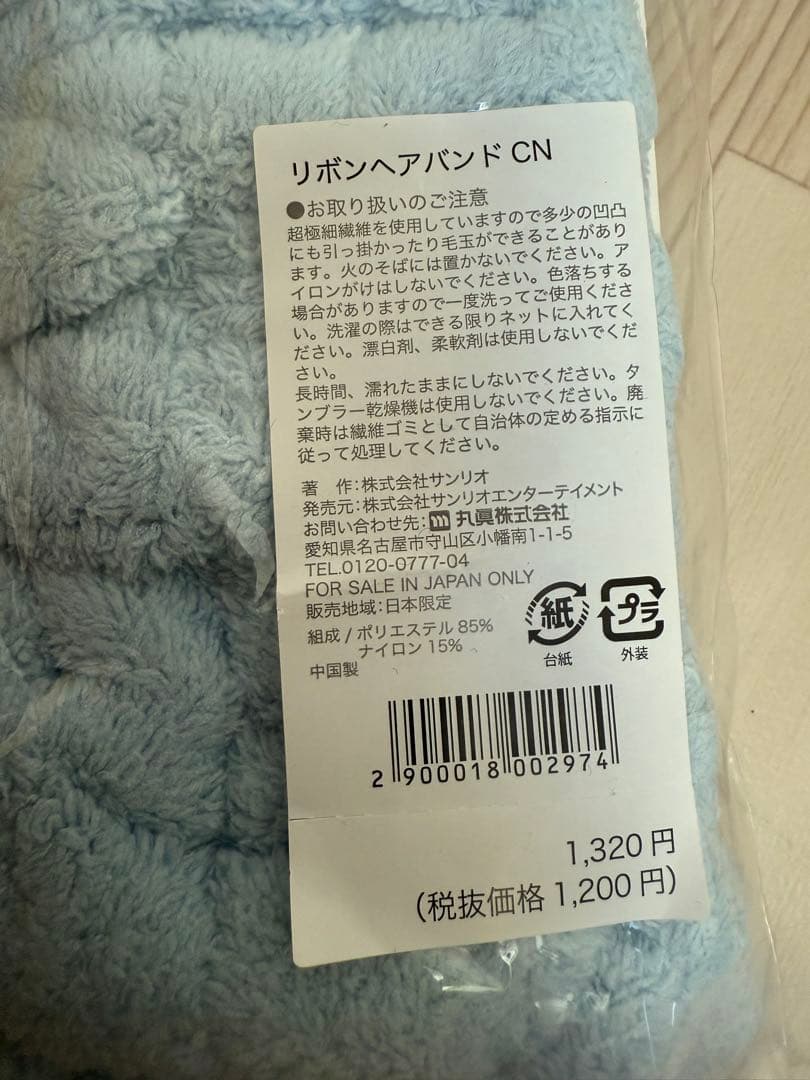 リボンヘアバンド CN
●お取り扱いのご注意
超極細繊維を使用していますので多少の凹凸
にも引っ掛かったり毛玉ができることがあり
ます。火のそばには置かないでください。ア
イロンがけはしないでください。色落ちする
場合がありますので一度洗ってご使用くださ
い。洗濯の際はできる限りネットに入れてく
ださい。漂白剤、柔軟剤は使用しないでくだ
さい。
長時間、濡れたままにしないでください。タ
ンブラー乾燥機は使用しないでください。廃
棄時は繊維ゴミとして自治体の定める指示に
従って処理してください。
著　作：株式会社サンリオ
発売元：株式会社サンリオエンターテイメント
お問い合わせ先：m 丸眞株式会社
愛知県名古屋市守山区小幡南1-1-5
TEL.0120-0777-04
FOR SALE IN JAPAN ONLY
販売地域：日本限定
組成 / ポリエステル 85%
ナイロン 15%
中国製
紙
台紙
プラ
外装
2 900018 002974
1,320 円
（税抜価格 1,200 円）